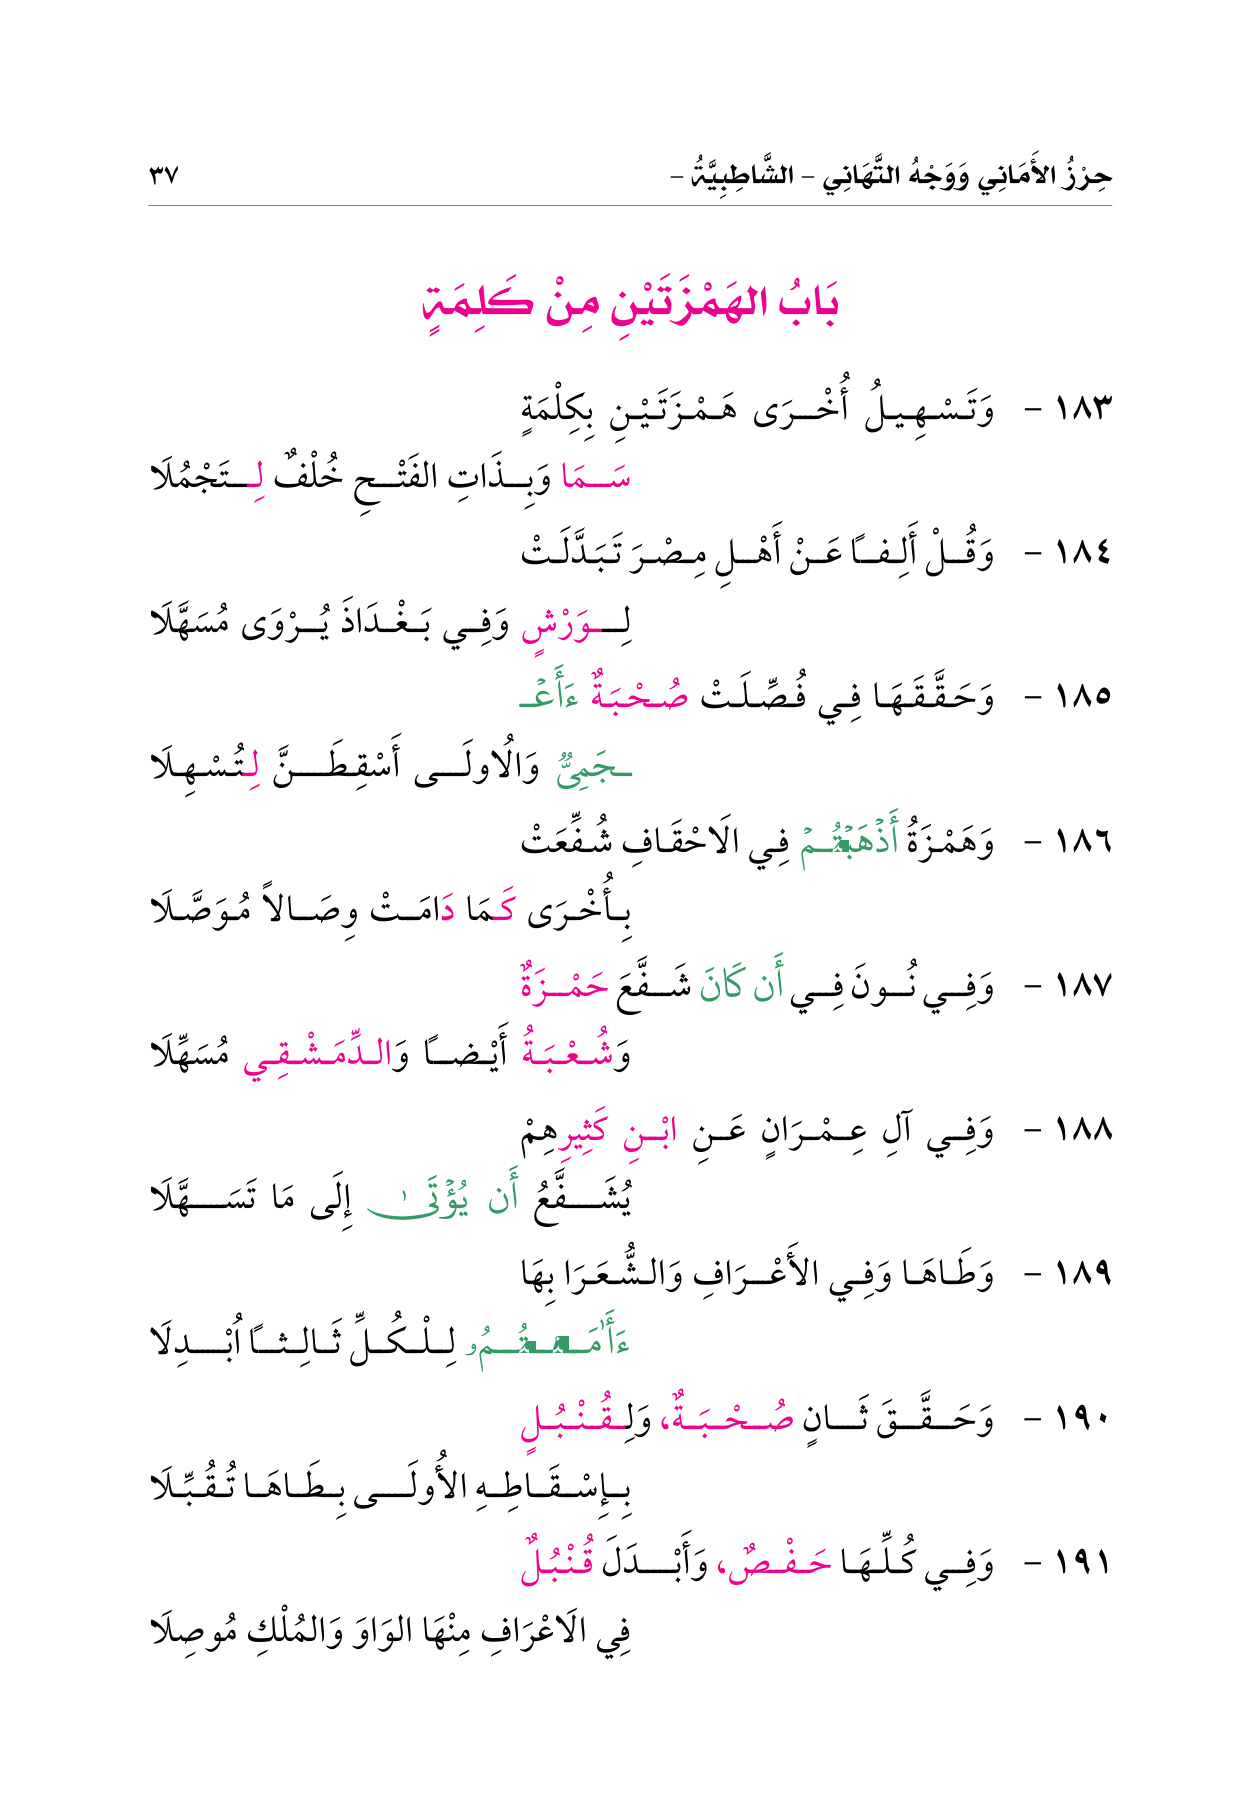 حِرْزُ الأَمَانِي وَوَجْهُ التَّهَانِي – الشَّاطِبِيَّةُ – ٣٧
بَابُ الهَمْزَتَيْنِ مِنْ كَلِمَةٍ
١٨٣ – وَتَسْهِيلُ أُخْرَى هَمْزَتَيْنِ بِكِلْمَةٍ
سَمَا وَبِذَاتِ الفَتْحِ خُلْفٌ لِتَجْمُلَا
١٨٤ – وَقُلْ أَلِفًا عَنْ أَهْلِ مِصْرَ تَبَدَّلَتْ
لِوَرْشٍ وَفِي بَغْدَاذَ يُرْوَى مُسَهَّلَا
١٨٥ – وَحَقَّقَهَا فِي فُصِّلَتْ صُحْبَةٌ ءَأَعْـ
ـجَمِيٌّ وَالُاولَى أَسْقِطَنَّ لِتُسْهِلَا
١٨٦ – وَهَمْزَةُ أَذْهَبْتُمْ فِي الَاحْقَافِ شُفِّعَتْ
بِأُخْرَى كَمَا دَامَتْ وِصَالاً مُوَصَّلَا
١٨٧ – وَفِي نُونَ فِي أَن كَانَ شَفَّعَ حَمْزَةٌ
وَشُعْبَةُ أَيْضًا وَالدِّمَشْقِي مُسَهِّلَا
١٨٨ – وَفِي آلِ عِمْرَانٍ عَنِ ابْنِ كَثِيرِهِمْ
يُشَفَّعُ أَن يُؤْتَىٰ إِلَى مَا تَسَهَّلَا
١٨٩ – وَطَاهَا وَفِي الأَعْرَافِ وَالشُّعَرَا بِهَا
ءَأَٰمَنتُمُۥ لِلْكُلِّ ثَالِثًا اُبْدِلَا
١٩٠ – وَحَقَّقَ ثَانٍ صُحْبَةٌ، وَلِقُنْبُلٍ
بِإِسْقَاطِهِ الأُولَى بِطَاهَا تُقُبِّلَا
١٩١ – وَفِي كُلِّهَا حَفْصٌ، وَأَبْدَلَ قُنْبُلٌ
فِي الَاعْرَافِ مِنْهَا الوَاوَ وَالمُلْكِ مُوصِلَا